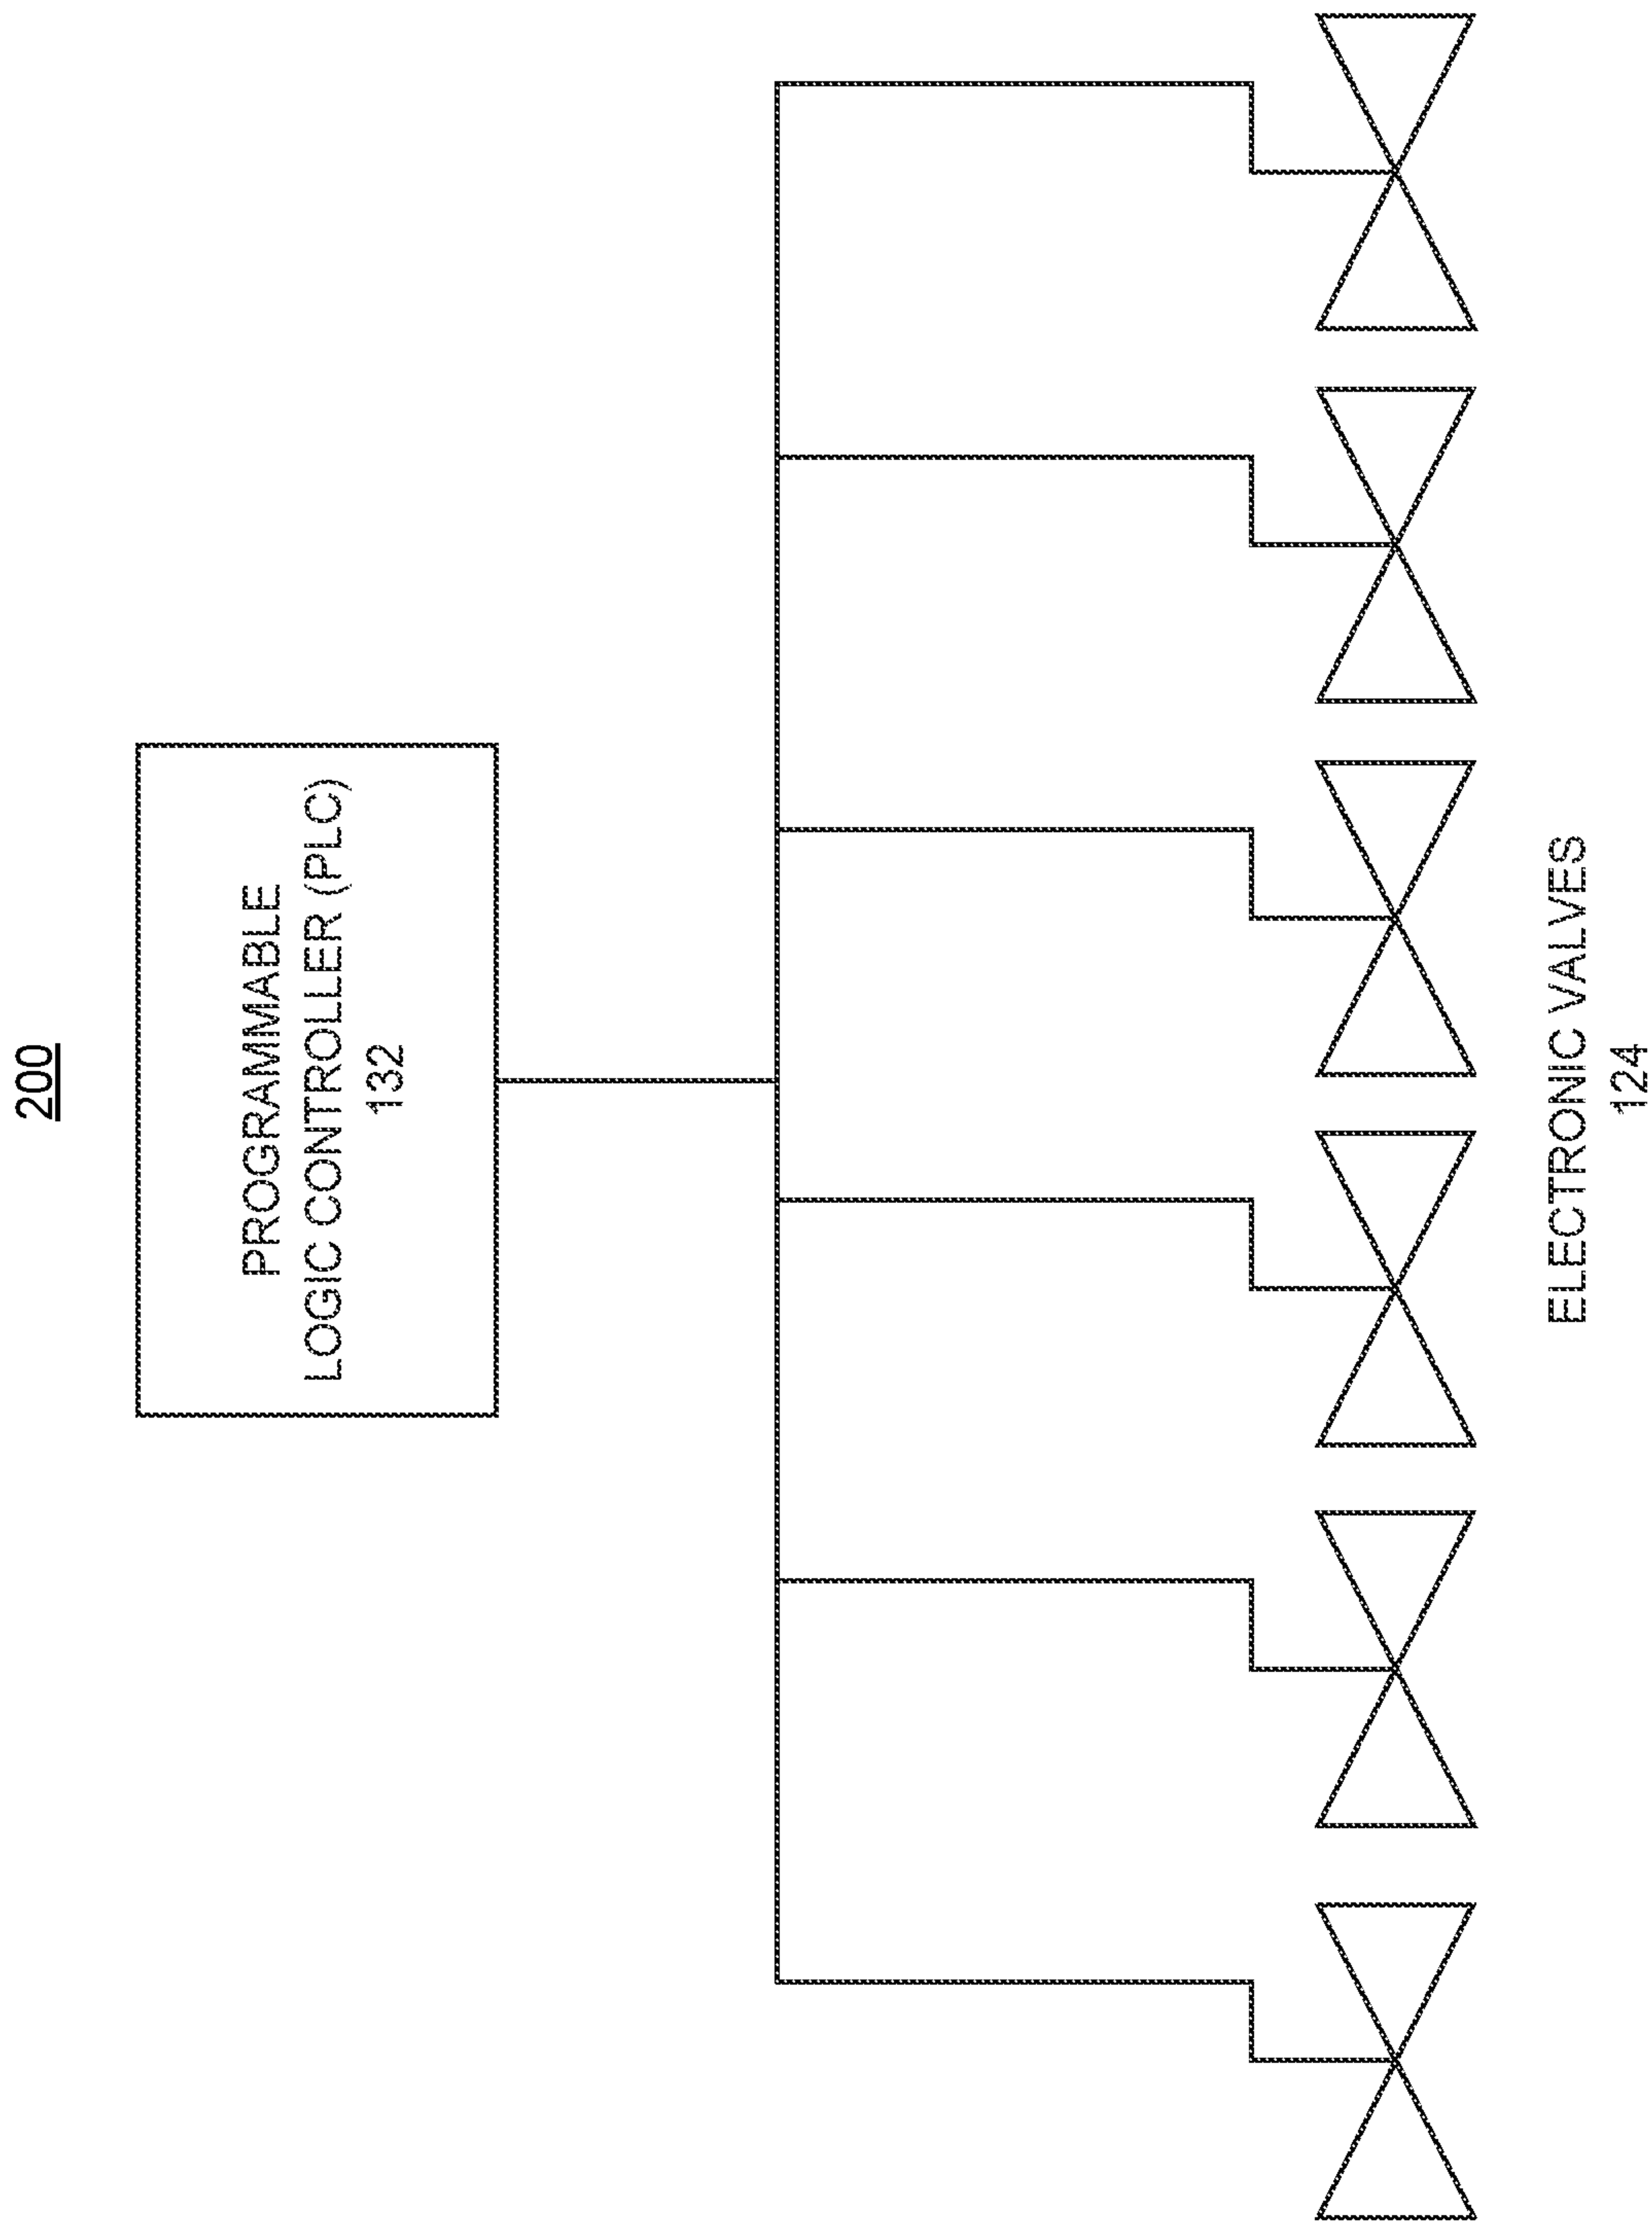 200
PROGRAMMABLE
LOGIC CONTROLLER (PLC)
132
ELECTRONIC VALVES
124